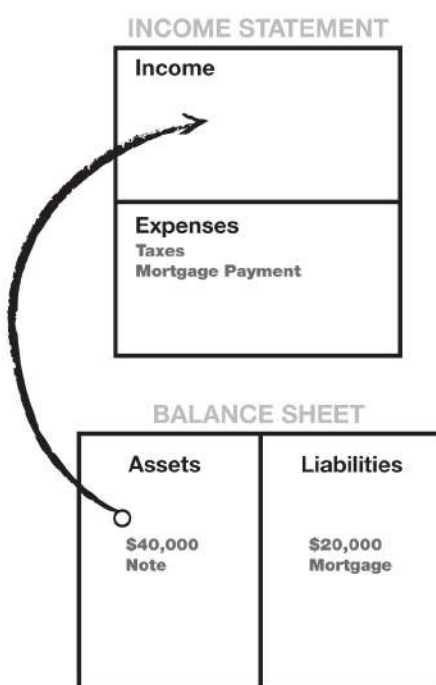 INCOME STATEMENT
Income
Expenses
Taxes
Mortgage Payment
BALANCE SHEET
Assets
$40,000
Note
Liabilities
$20,000
Mortgage